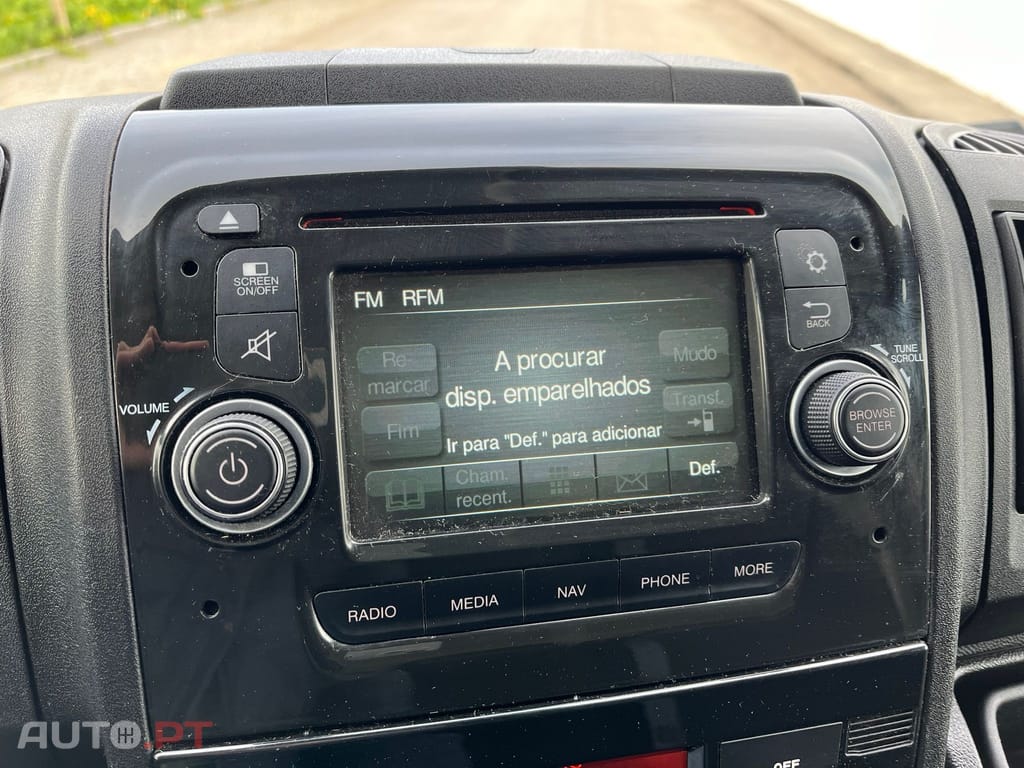 SCREEN
ON/OFF
BACK
VOLUME
TUNE
SCROLL
BROWSE
ENTER
FM RFM
Re-
marcar
Fim
A procurar
disp. emparelhados
Ir para "Def." para adicionar
Mudo
Transf.
Cham.
recent.
Def.
RADIO
MEDIA
NAV
PHONE
MORE
OFF
AUTO.PT